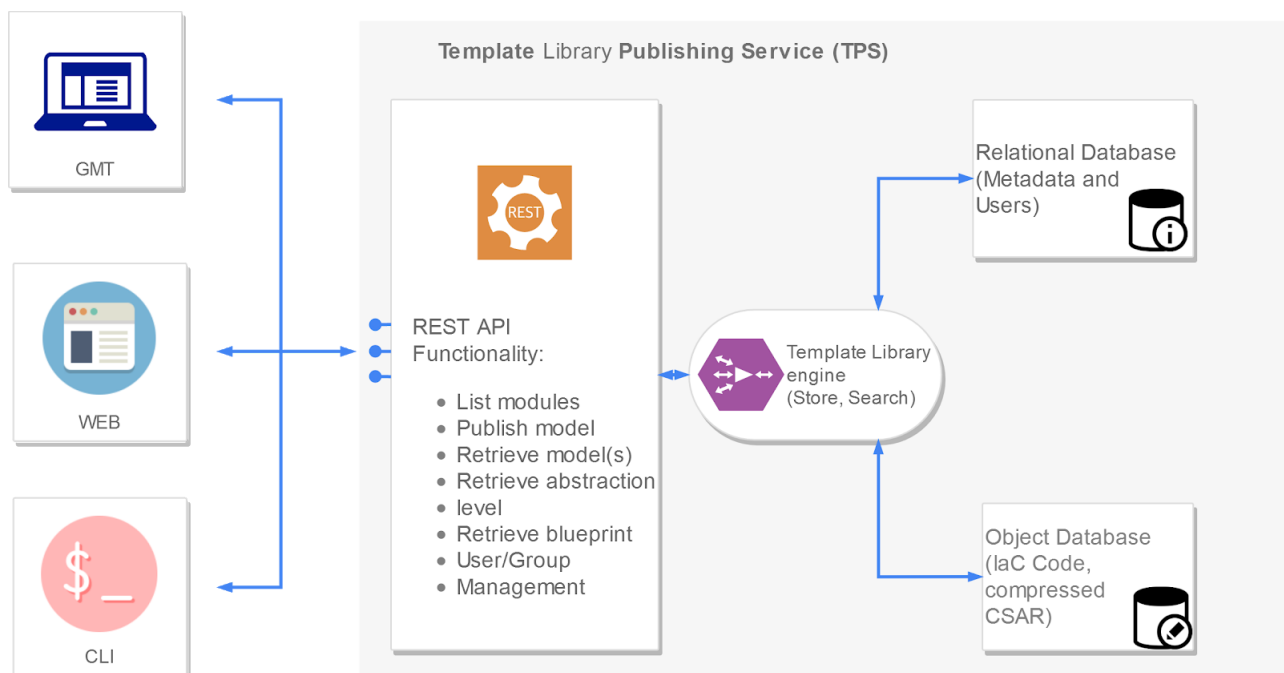 Template Library Publishing Service (TPS)
GMT
WEB
$_
CLI
REST
REST API
Functionality:
List modules
Publish model
Retrieve model(s)
Retrieve abstraction
level
Retrieve blueprint
User/Group
Management
Template Library
engine
(Store, Search)
Relational Database
(Metadata and
Users)
Object Database
(IaC Code,
compressed
CSAR)